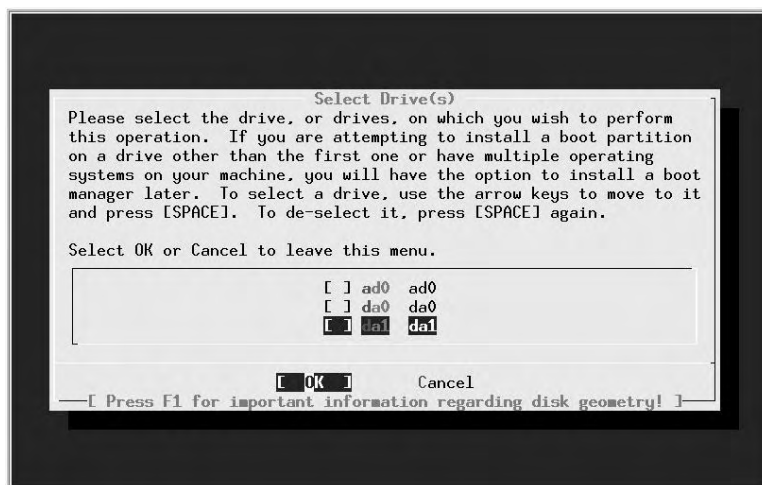 Select Drive(s)
Please select the drive, or drives, on which you wish to perform
this operation.  If you are attempting to install a boot partition
on a drive other than the first one or have multiple operating
systems on your machine, you will have the option to install a boot
manager later.  To select a drive, use the arrow keys to move to it
and press [SPACE].  To de-select it, press [SPACE] again.
Select OK or Cancel to leave this menu.
[ ] ad0  ad0
[ ] da0  da0
[ ] da1  da1
[  OK  ]  Cancel
[ Press F1 for important information regarding disk geometry! ]